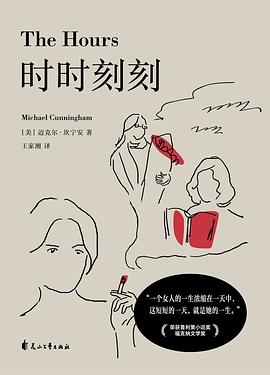 The Hours
时时刻刻
Michael Cunningham
[美] 迈克尔·坎宁安 著
王家湘 译
“一个女人的一生浓缩在一天中，
这短短的一天，就是她的一生。”
荣获普利策小说奖
福克纳文学奖
花山文艺出版社